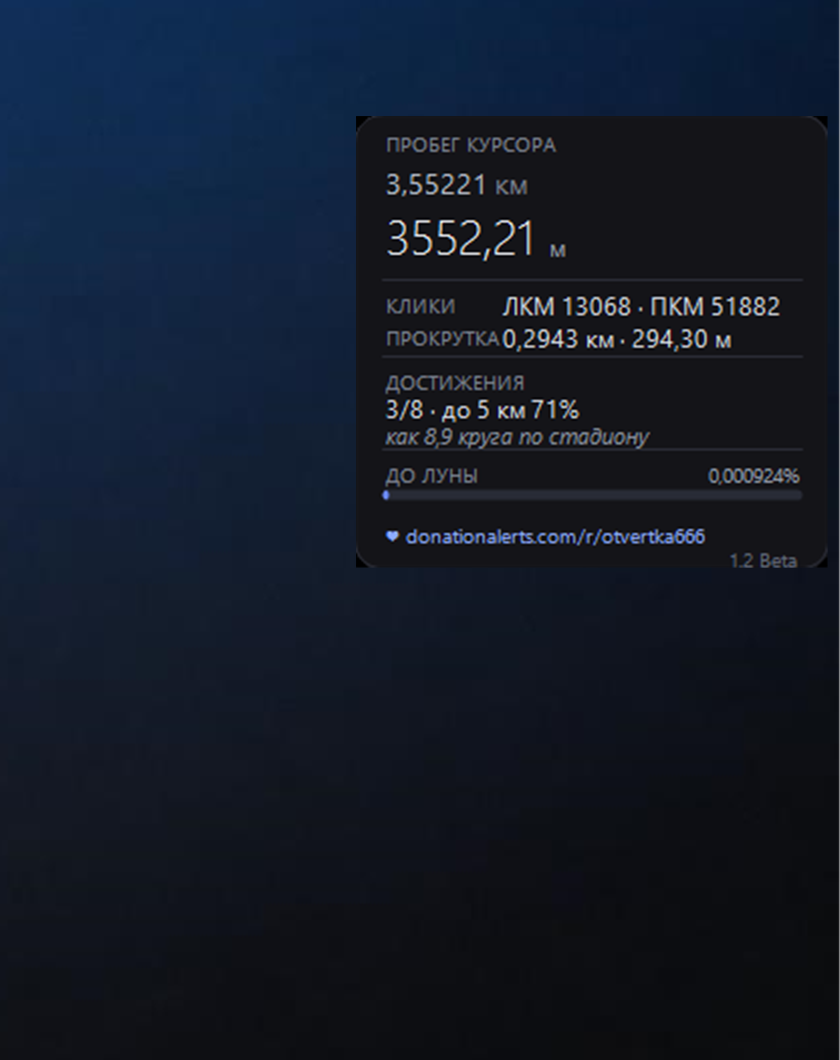 ПРОБЕГ КУРСОРА
3,55221 км
3552,21 м
КЛИКИ ЛКМ 13068 · ПКМ 51882
ПРОКРУТКА 0,2943 км · 294,30 м
ДОСТИЖЕНИЯ
3/8 · до 5 км 71%
как 8,9 круга по стадиону
ДО ЛУНЫ 0,000924%
♥ donationalerts.com/r/otvertka666
1.2 Beta